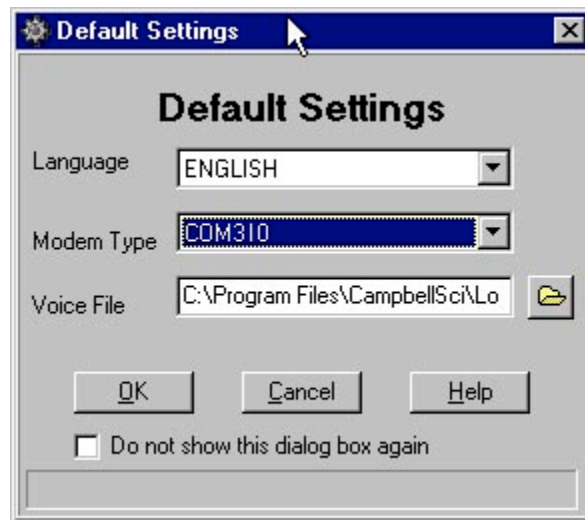 Default Settings
Default Settings
Language ENGLISH
Modem Type COM310
Voice File C:\Program Files\CampbellSci\Lo
OK Cancel Help
Do not show this dialog box again